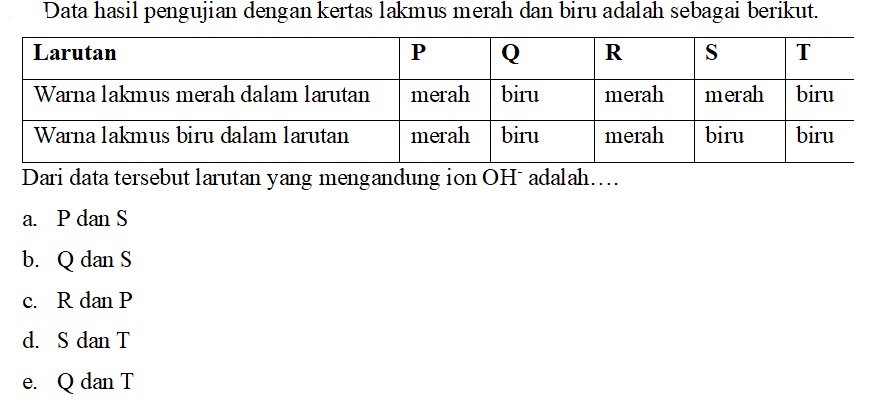 Data hasil pengujian dengan kertas lakmus merah dan biru adalah sebagai berikut.
Larutan P Q R S T
Warna lakmus merah dalam larutan merah biru merah merah biru
Warna lakmus biru dalam larutan merah biru merah biru biru
Dari data tersebut larutan yang mengandung ion OH⁻ adalah….
a. P dan S
b. Q dan S
c. R dan P
d. S dan T
e. Q dan T